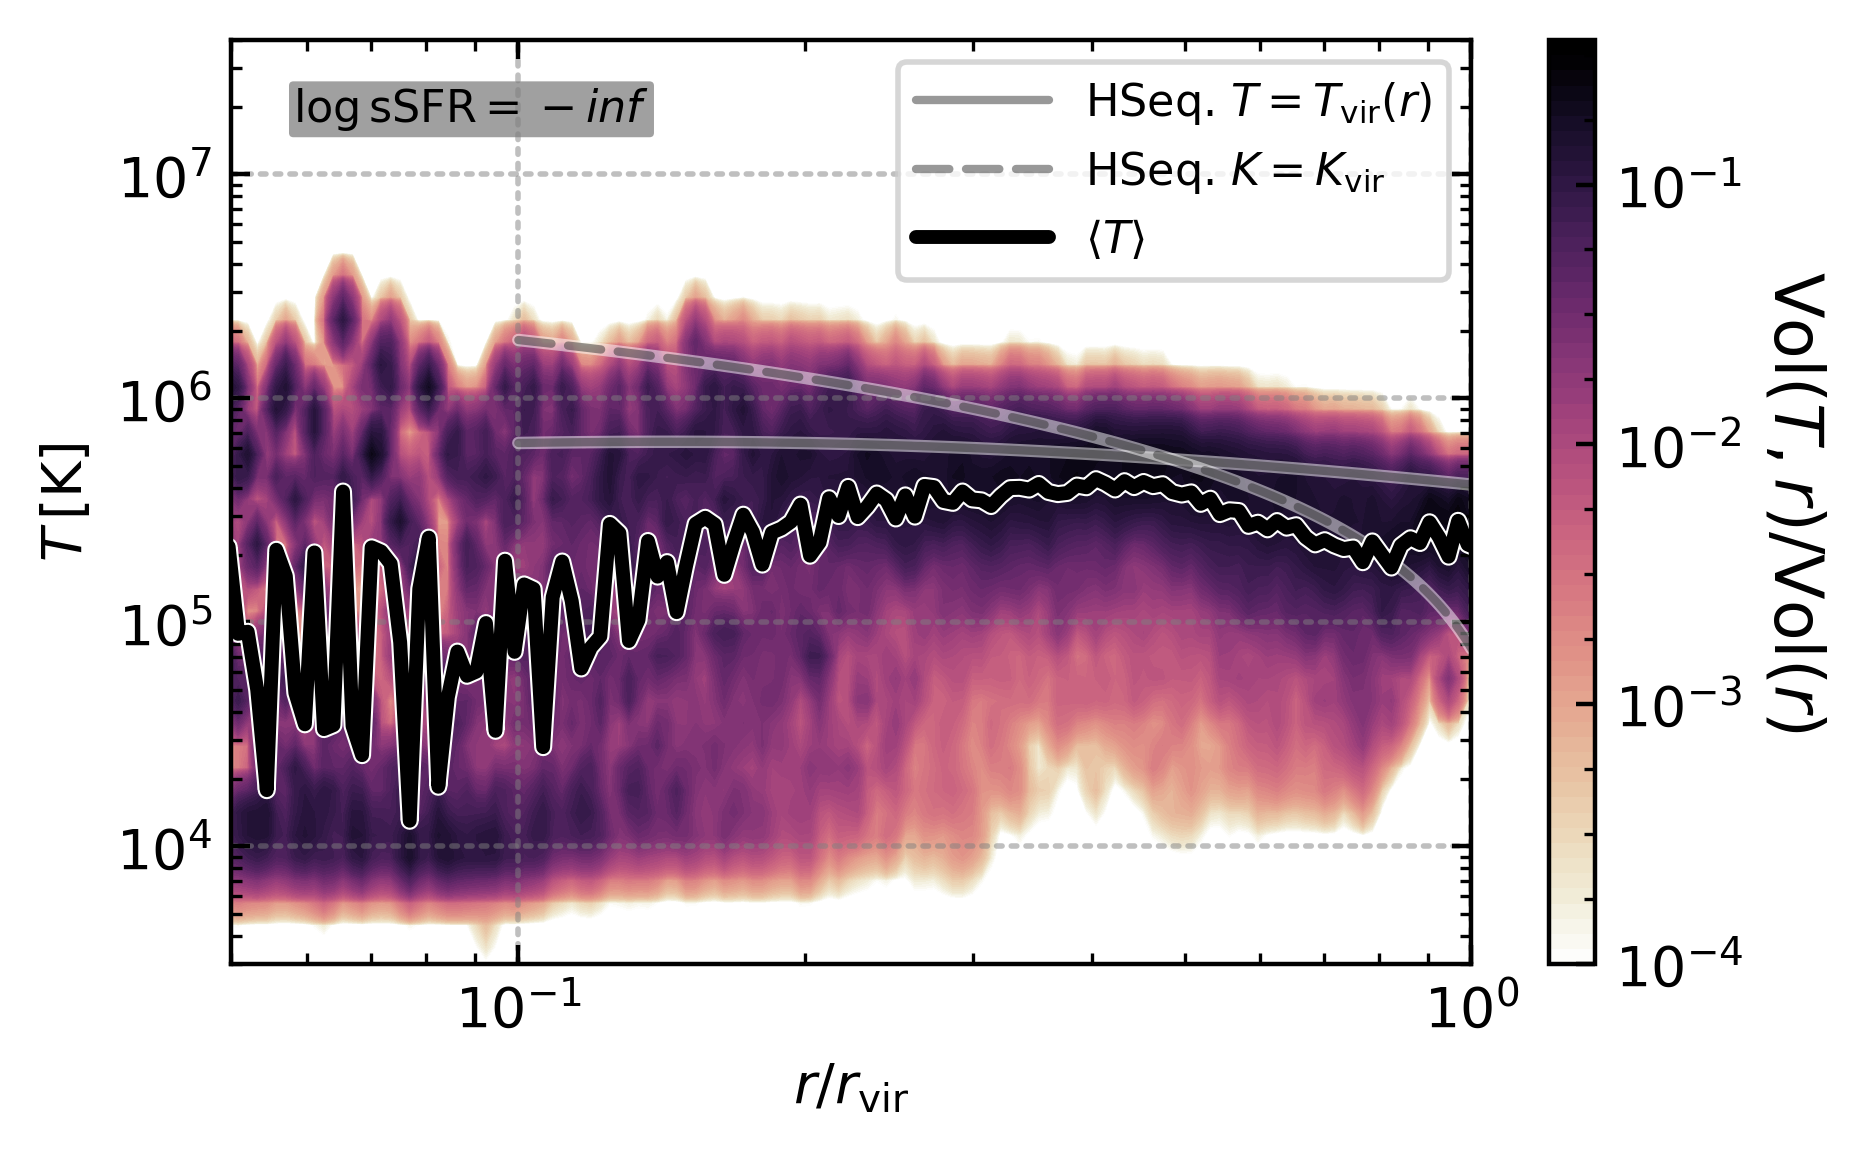 log sSFR = −inf
HSeq. T = T_vir(r)
HSeq. K = K_vir
⟨T⟩
10^7
10^6
10^5
10^4
T [K]
10^−1
10^0
r/r_vir
10^−1
10^−2
10^−3
10^−4
Vol(T, r)/Vol(r)